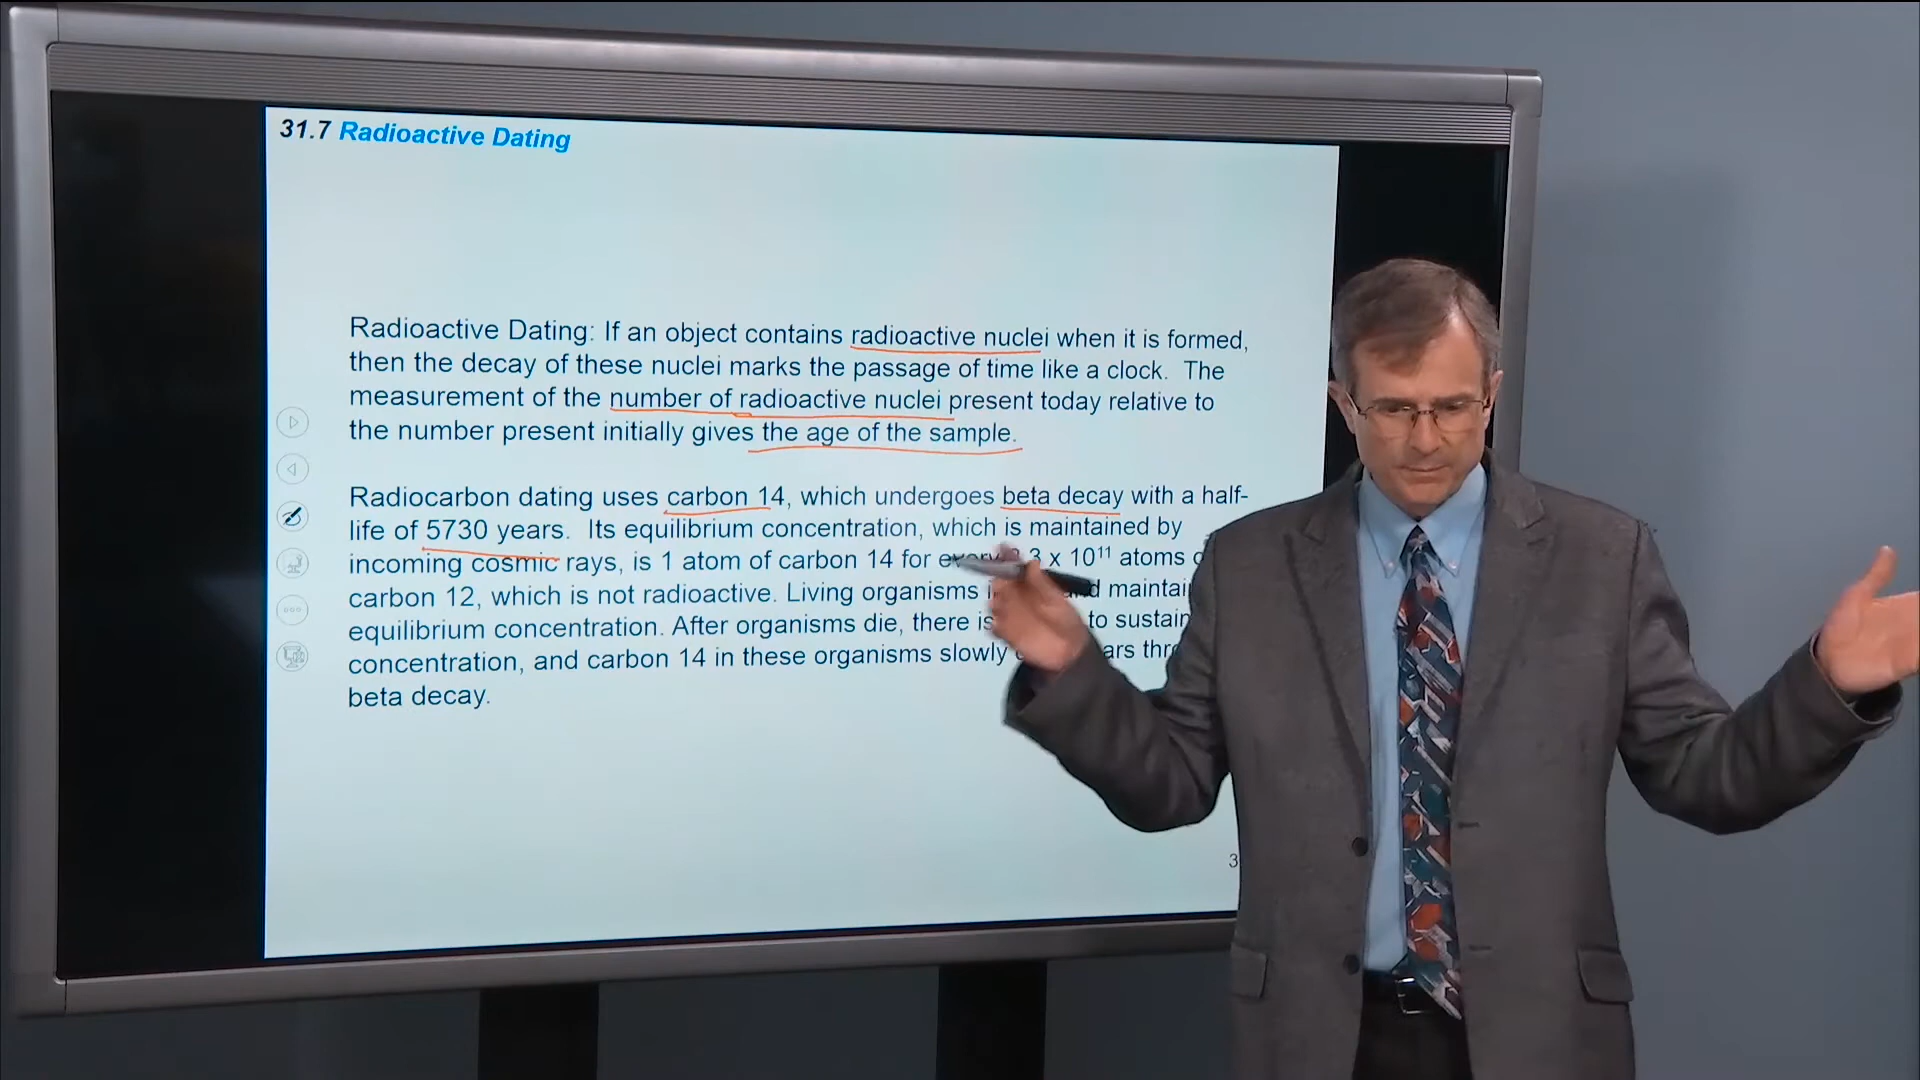 31.7 Radioactive Dating
Radioactive Dating: If an object contains radioactive nuclei when it is formed,
then the decay of these nuclei marks the passage of time like a clock. The
measurement of the number of radioactive nuclei present today relative to
the number present initially gives the age of the sample.
Radiocarbon dating uses carbon 14, which undergoes beta decay with a half-
life of 5730 years. Its equilibrium concentration, which is maintained by
incoming cosmic rays, is 1 atom of carbon 14 for every 3 x 10¹¹ atoms
carbon 12, which is not radioactive. Living organisms
equilibrium concentration. After organisms die, there is to sustain
concentration, and carbon 14 in these organisms slowly
beta decay.
3